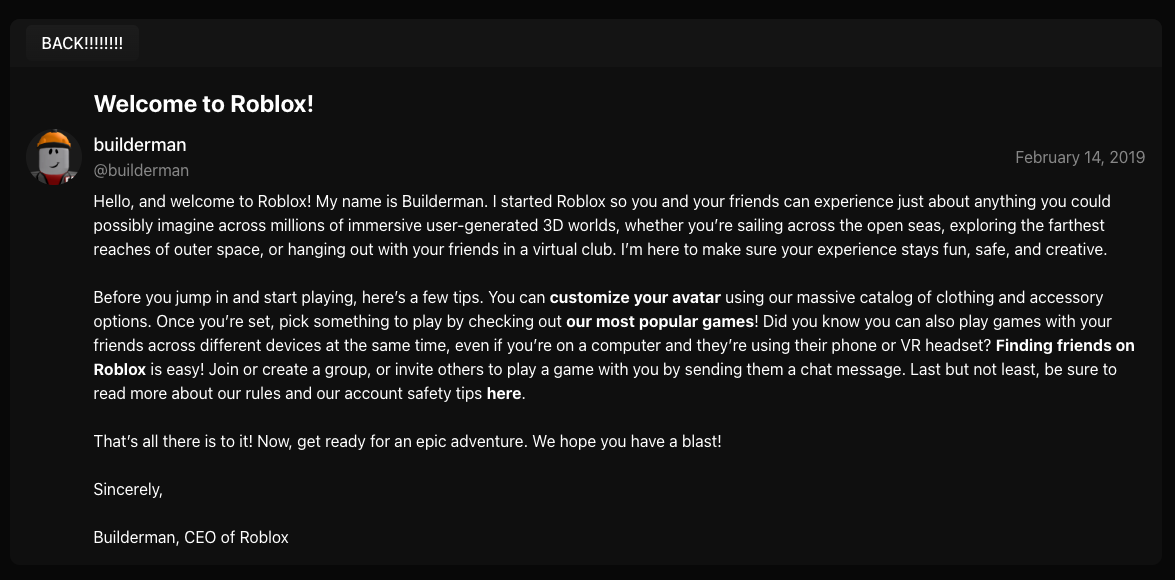 BACK!!!!!!!!
Welcome to Roblox!
builderman
@builderman
February 14, 2019
Hello, and welcome to Roblox! My name is Builderman. I started Roblox so you and your friends can experience just about anything you could
possibly imagine across millions of immersive user-generated 3D worlds, whether you’re sailing across the open seas, exploring the farthest
reaches of outer space, or hanging out with your friends in a virtual club. I’m here to make sure your experience stays fun, safe, and creative.
Before you jump in and start playing, here’s a few tips. You can customize your avatar using our massive catalog of clothing and accessory
options. Once you’re set, pick something to play by checking out our most popular games! Did you know you can also play games with your
friends across different devices at the same time, even if you’re on a computer and they’re using their phone or VR headset? Finding friends on
Roblox is easy! Join or create a group, or invite others to play a game with you by sending them a chat message. Last but not least, be sure to
read more about our rules and our account safety tips here.
That’s all there is to it! Now, get ready for an epic adventure. We hope you have a blast!
Sincerely,
Builderman, CEO of Roblox